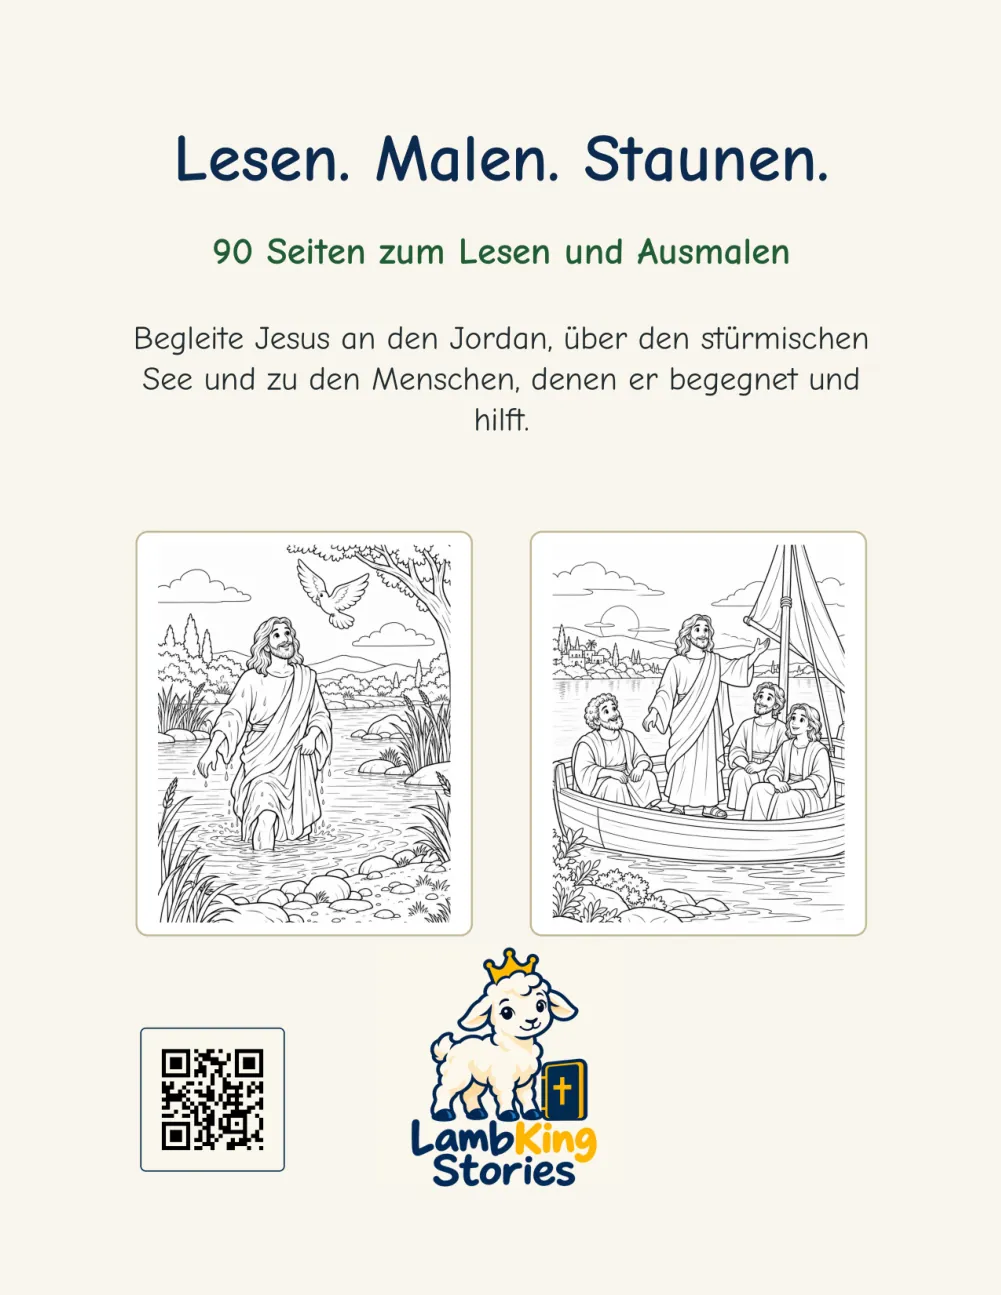 Lesen. Malen. Staunen.
90 Seiten zum Lesen und Ausmalen
Begleite Jesus an den Jordan, über den stürmischen
See und zu den Menschen, denen er begegnet und
hilft.
LambKing
Stories